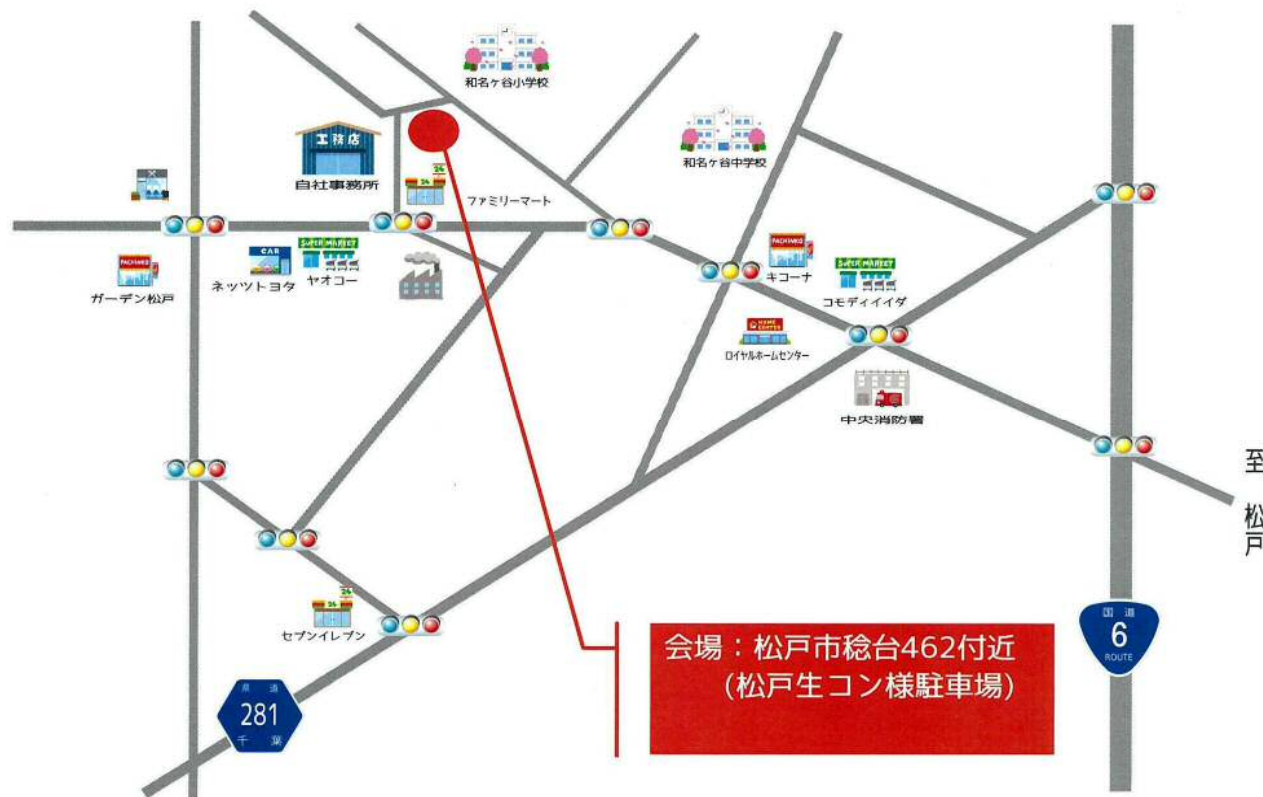 和名ヶ谷小学校
工務店
自社事務所
24
24
ファミリーマート
和名ヶ谷中学校
PACHINKO
ガーデン松戸
CAR
ネッツトヨタ
SUPER MARKET
ヤオコー
PACHINKO
キコーナ
SUPER MARKET
コモディイイダ
HOME CENTER
ロイヤルホームセンター
中央消防署
至 松戸
24
24
セブンイレブン
県道
281
千葉
会場：松戸市稔台462付近
(松戸生コン様駐車場)
国道
6
ROUTE